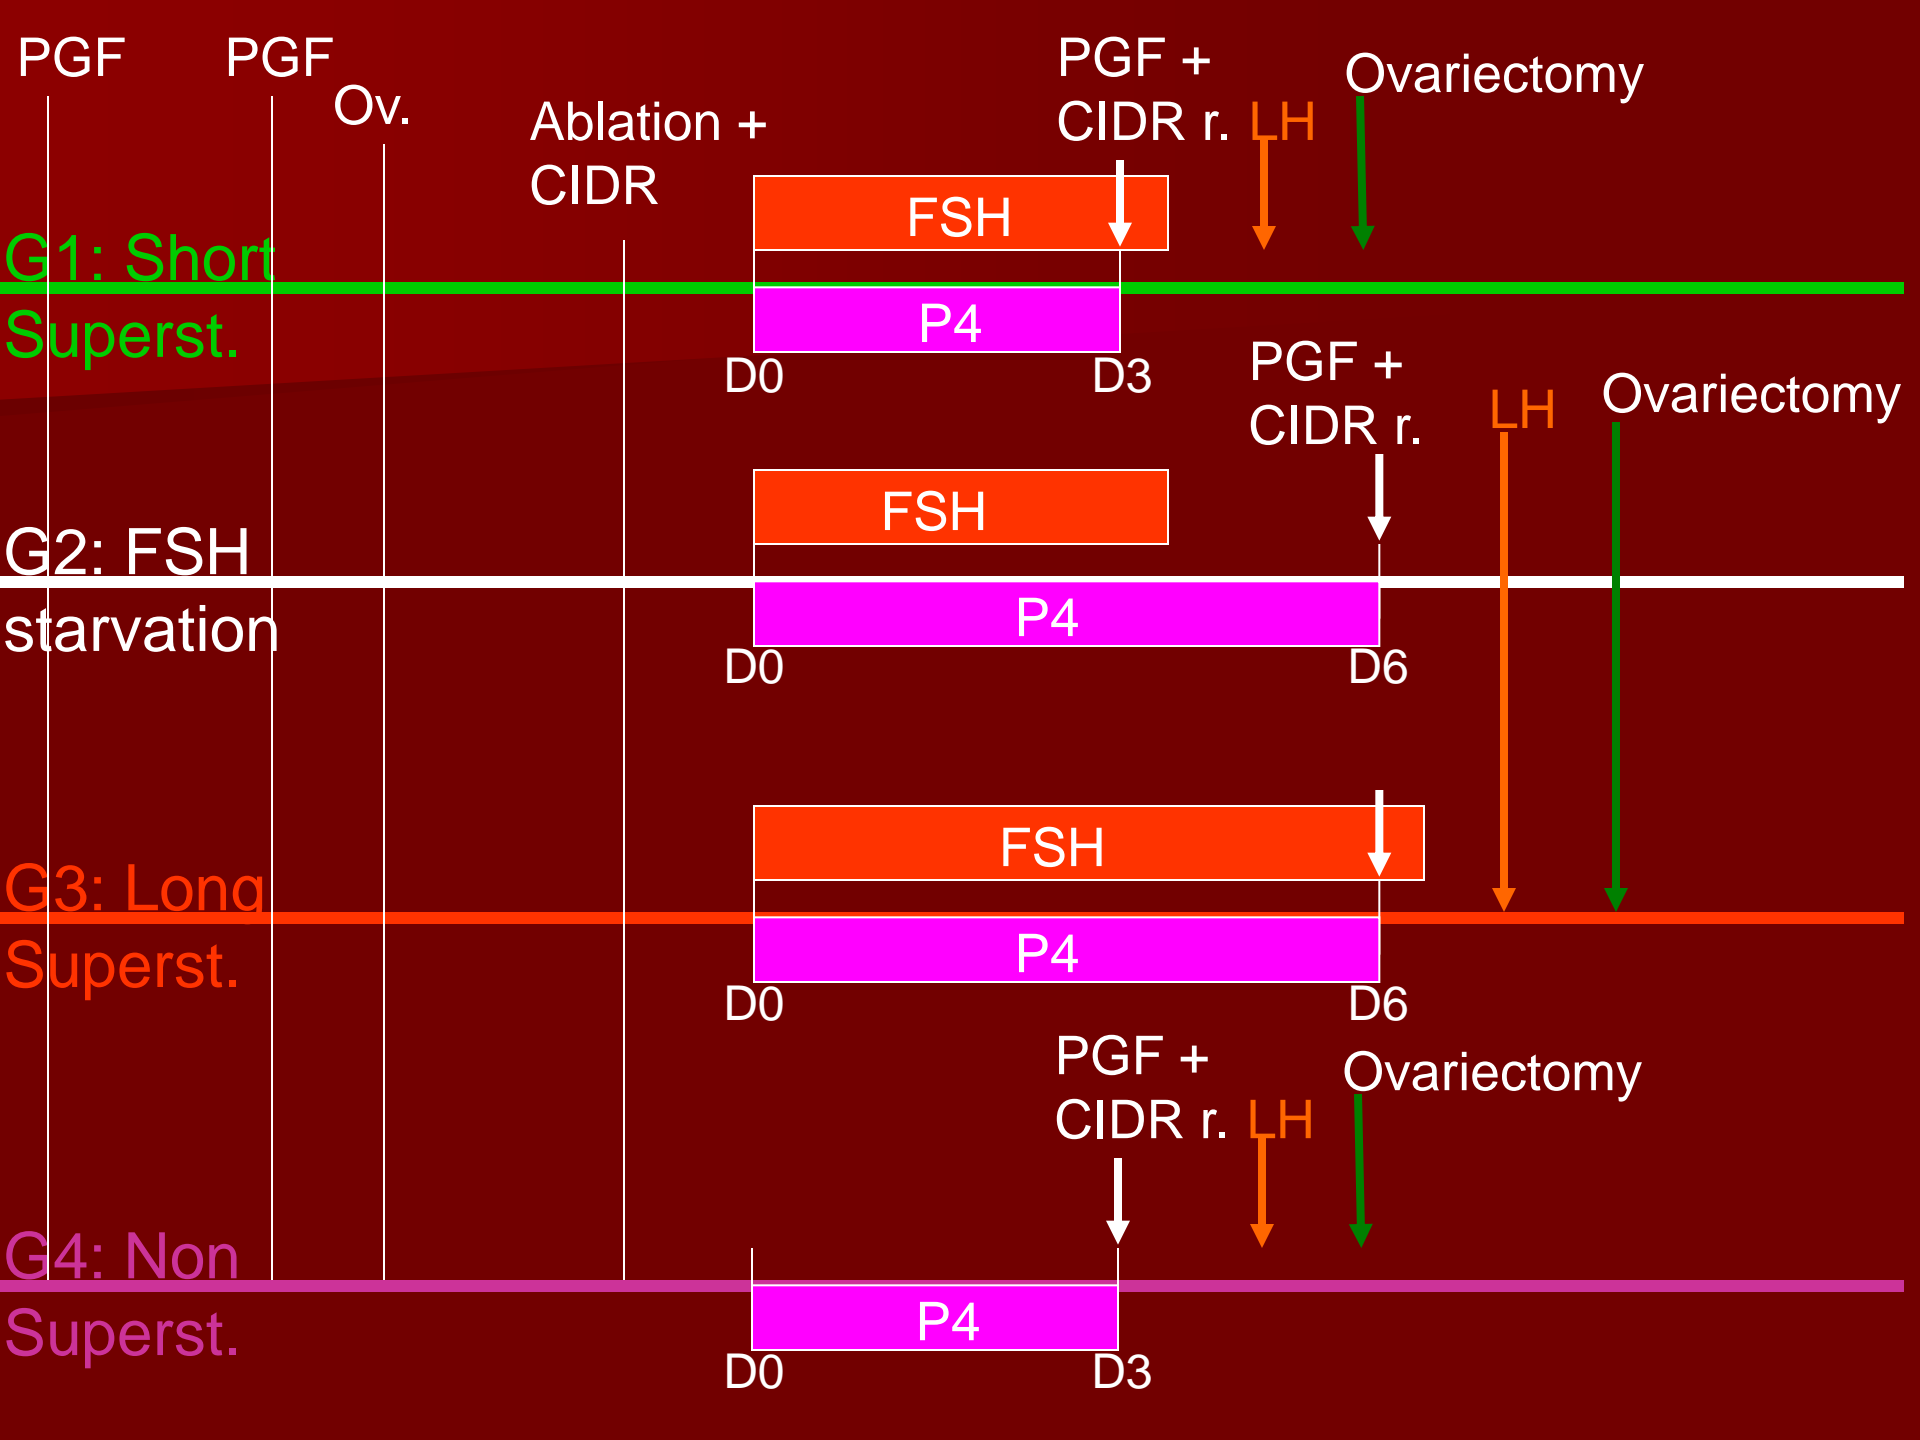 PGF
PGF
Ov.
Ablation +
CIDR
PGF +
CIDR r.
LH
Ovariectomy
FSH
G1: Short
Superst.
P4
D0
D3
PGF +
CIDR r.
LH
Ovariectomy
FSH
G2: FSH
starvation
P4
D0
D6
FSH
G3: Long
Superst.
P4
D0
D6
PGF +
CIDR r.
LH
Ovariectomy
G4: Non
Superst.
P4
D0
D3